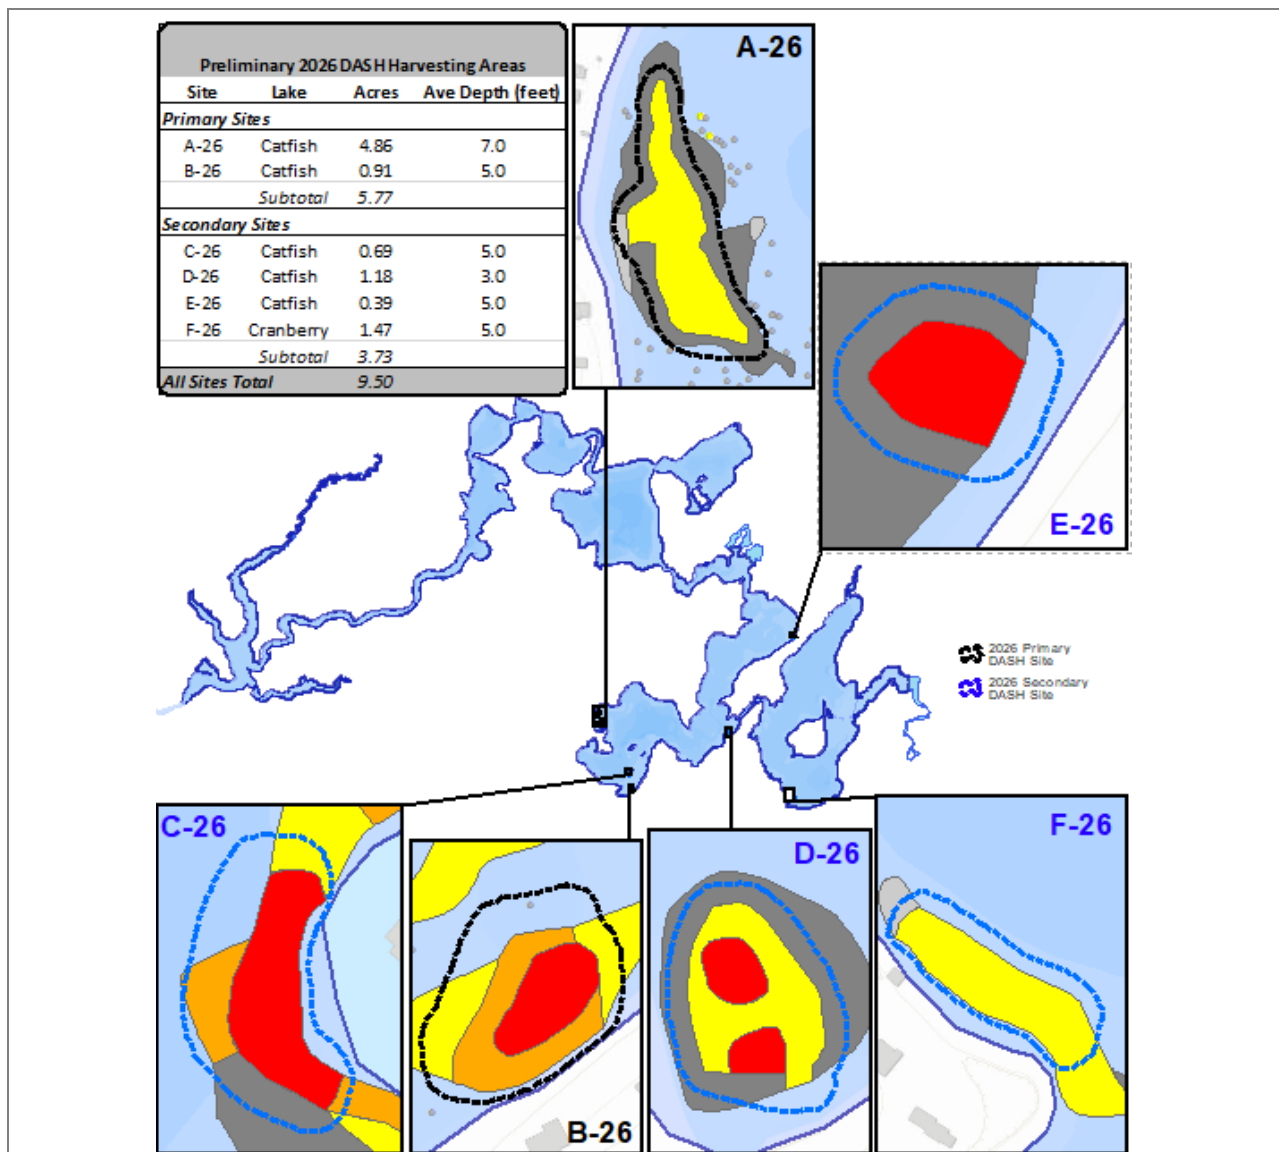 Preliminary 2026 DASH Harvesting Areas
Site Lake Acres Ave Depth (feet)
Primary Sites
A-26 Catfish 4.86 7.0
B-26 Catfish 0.91 5.0
Subtotal 5.77
Secondary Sites
C-26 Catfish 0.69 5.0
D-26 Catfish 1.18 3.0
E-26 Catfish 0.39 5.0
F-26 Cranberry 1.47 5.0
Subtotal 3.73
All Sites Total 9.50
A-26
E-26
2026 Primary
DASH Site
2026 Secondary
DASH Site
C-26
B-26
D-26
F-26